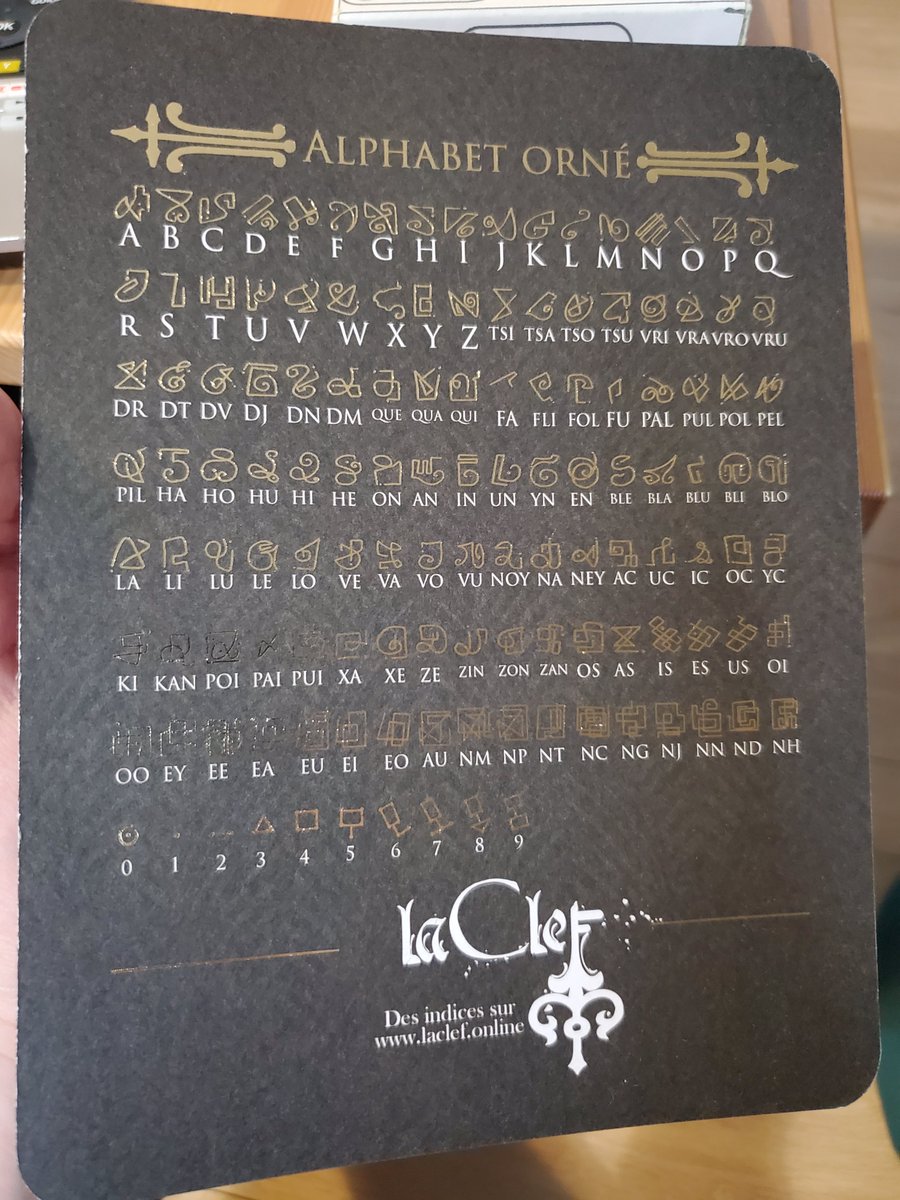 ALPHABET ORNÉ
A B C D E F G H I J K L M N O P Q
R S T U V W X Y Z TSI TSA TSO TSU VRI VRA VRO VRU
DR DT DV DJ DN DM QUE QUA QUI FA FLI FOL FU PAL PUL POL PEL
PIL HA HO HU HI HE ON AN IN UN YN EN BLE BLA BLU BLI BLO
LA LI LU LE LO VE VA VO VU NOY NA NEY AC UC IC OC YC
KI KAN POI PAI PUI XA XE ZE ZIN ZON ZAN OS AS IS ES US OI
OO EY EE EA EU EI EO AU NM NP NT NC NG NJ NN ND NH
0 1 2 3 4 5 6 7 8 9
la Clef
Des indices sur
www.laclef.online